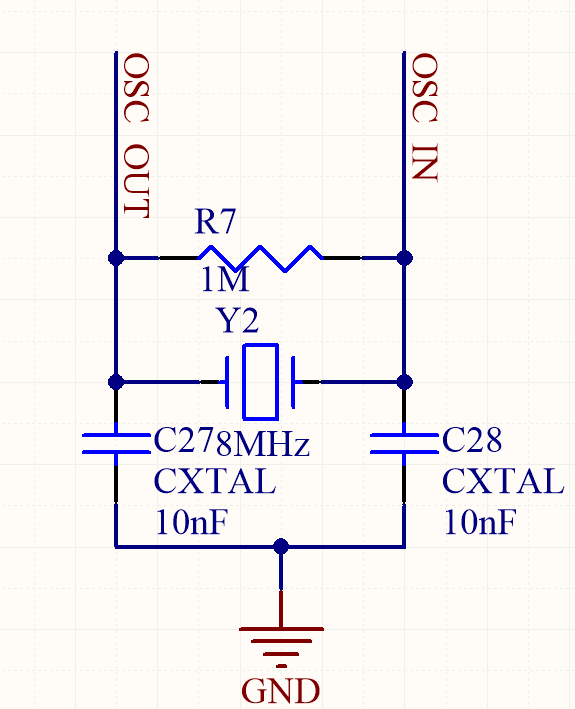 OSC OUT
OSC IN
R7
1M
Y2
8MHz
C27
CXTAL
10nF
C28
CXTAL
10nF
GND